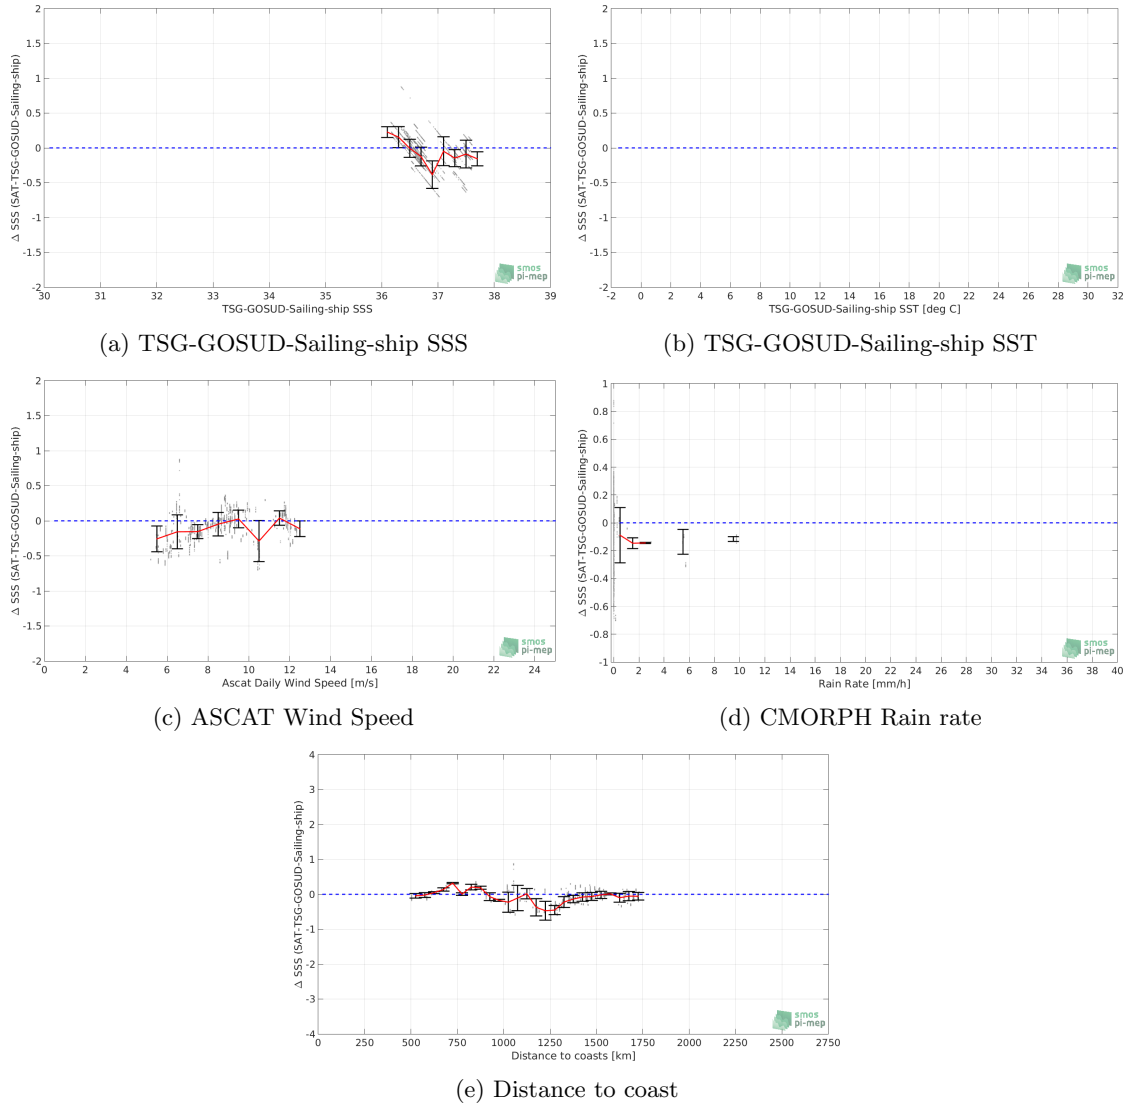 2
1.5
1
0.5
0
-0.5
-1
-1.5
-2
Δ SSS (SAT-TSG-GOSUD-Sailing-ship)
30 31 32 33 34 35 36 37 38 39
TSG-GOSUD-Sailing-ship SSS
smos
pi-mep
(a) TSG-GOSUD-Sailing-ship SSS
2
1.5
1
0.5
0
-0.5
-1
-1.5
-2
Δ SSS (SAT-TSG-GOSUD-Sailing-ship)
-2 0 2 4 6 8 10 12 14 16 18 20 22 24 26 28 30 32
TSG-GOSUD-Sailing-ship SST [deg C]
smos
pi-mep
(b) TSG-GOSUD-Sailing-ship SST
2
1.5
1
0.5
0
-0.5
-1
-1.5
-2
Δ SSS (SAT-TSG-GOSUD-Sailing-ship)
0 2 4 6 8 10 12 14 16 18 20 22 24
Ascat Daily Wind Speed [m/s]
smos
pi-mep
(c) ASCAT Wind Speed
1
0.8
0.6
0.4
0.2
0
-0.2
-0.4
-0.6
-0.8
-1
Δ SSS (SAT-TSG-GOSUD-Sailing-ship)
0 2 4 6 8 10 12 14 16 18 20 22 24 26 28 30 32 34 36 38 40
Rain Rate [mm/h]
smos
pi-mep
(d) CMORPH Rain rate
4
3
2
1
0
-1
-2
-3
-4
Δ SSS (SAT-TSG-GOSUD-Sailing-ship)
0 250 500 750 1000 1250 1500 1750 2000 2250 2500 2750
Distance to coasts [km]
smos
pi-mep
(e) Distance to coast